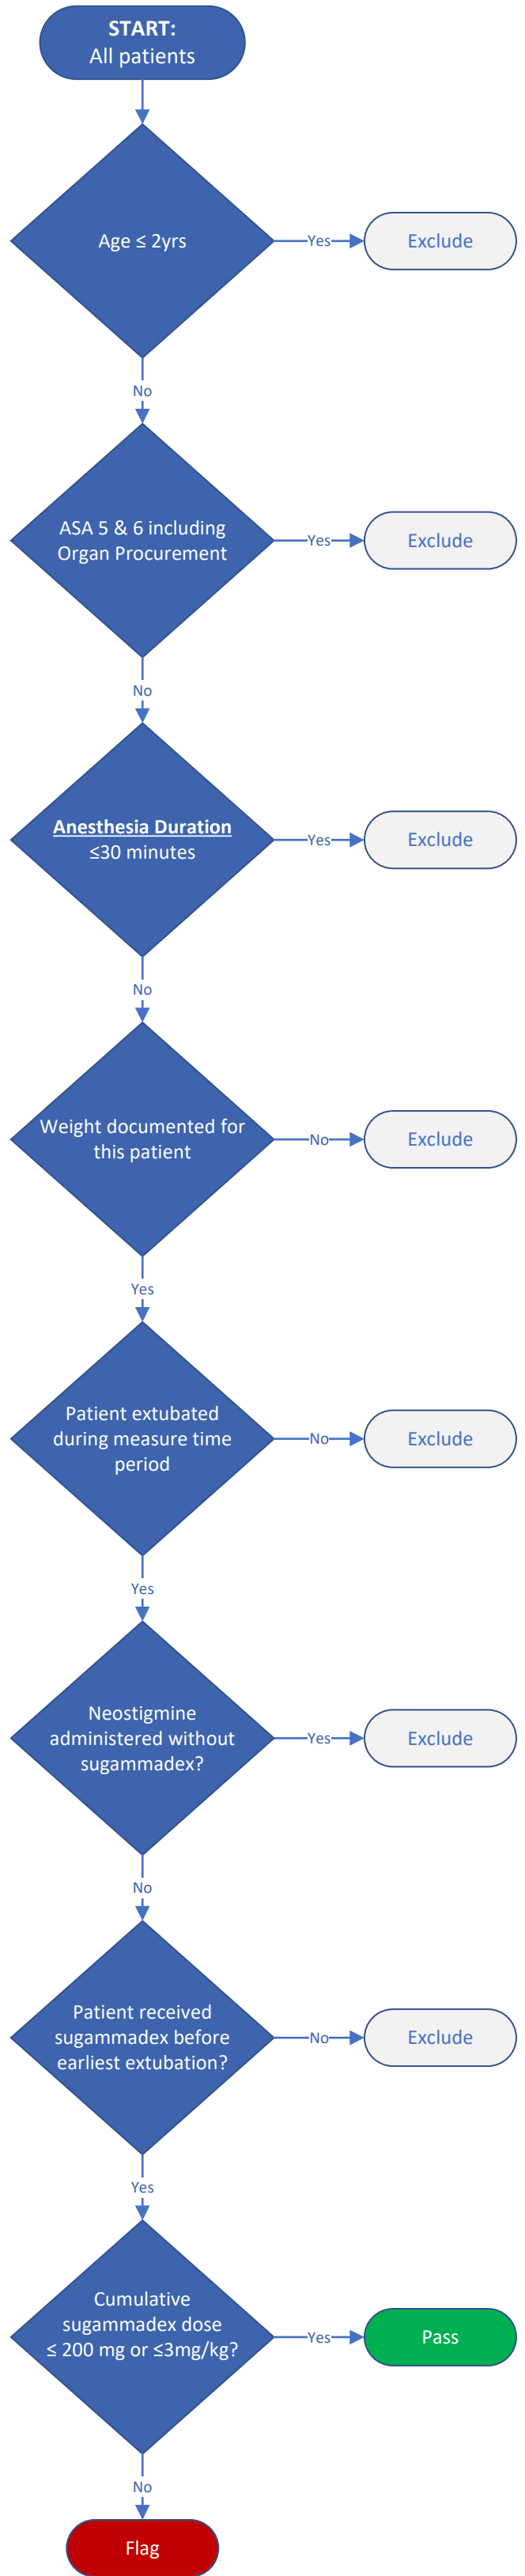 START:
All patients
Age ≤ 2yrs
Yes
Exclude
No
ASA 5 & 6 including
Organ Procurement
Yes
Exclude
No
Anesthesia Duration
≤30 minutes
Yes
Exclude
No
Weight documented for
this patient
No
Exclude
Yes
Patient extubated
during measure time
period
No
Exclude
Yes
Neostigmine
administered without
sugammadex?
Yes
Exclude
No
Patient received
sugammadex before
earliest extubation?
No
Exclude
Yes
Cumulative
sugammadex dose
≤ 200 mg or ≤3mg/kg?
Yes
Pass
No
Flag